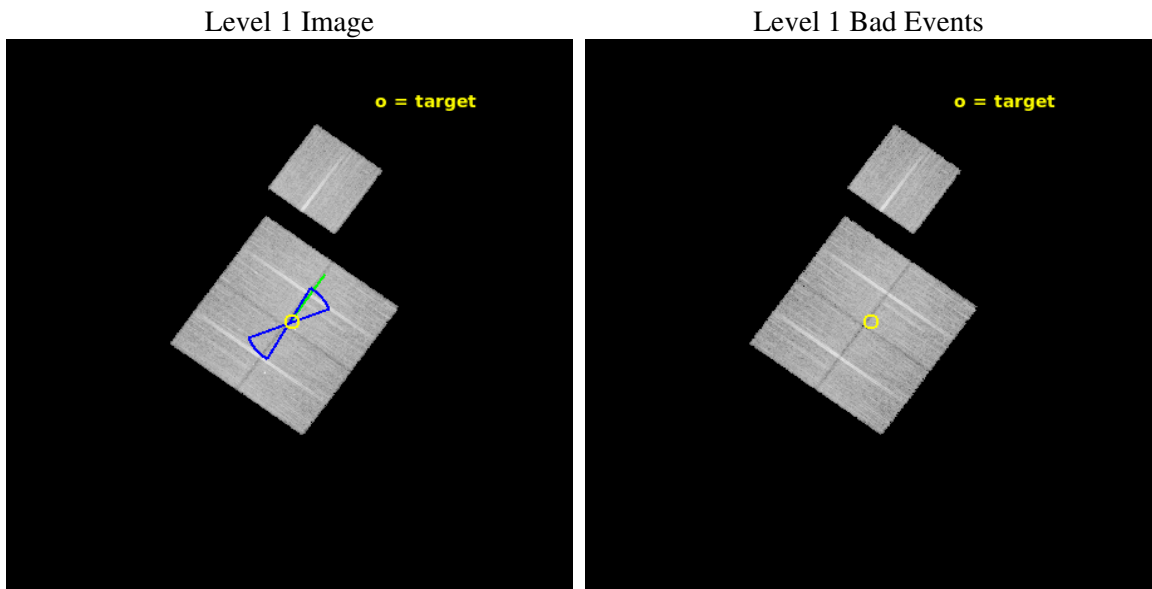 Level 1 Image
Level 1 Bad Events
o = target
o = target